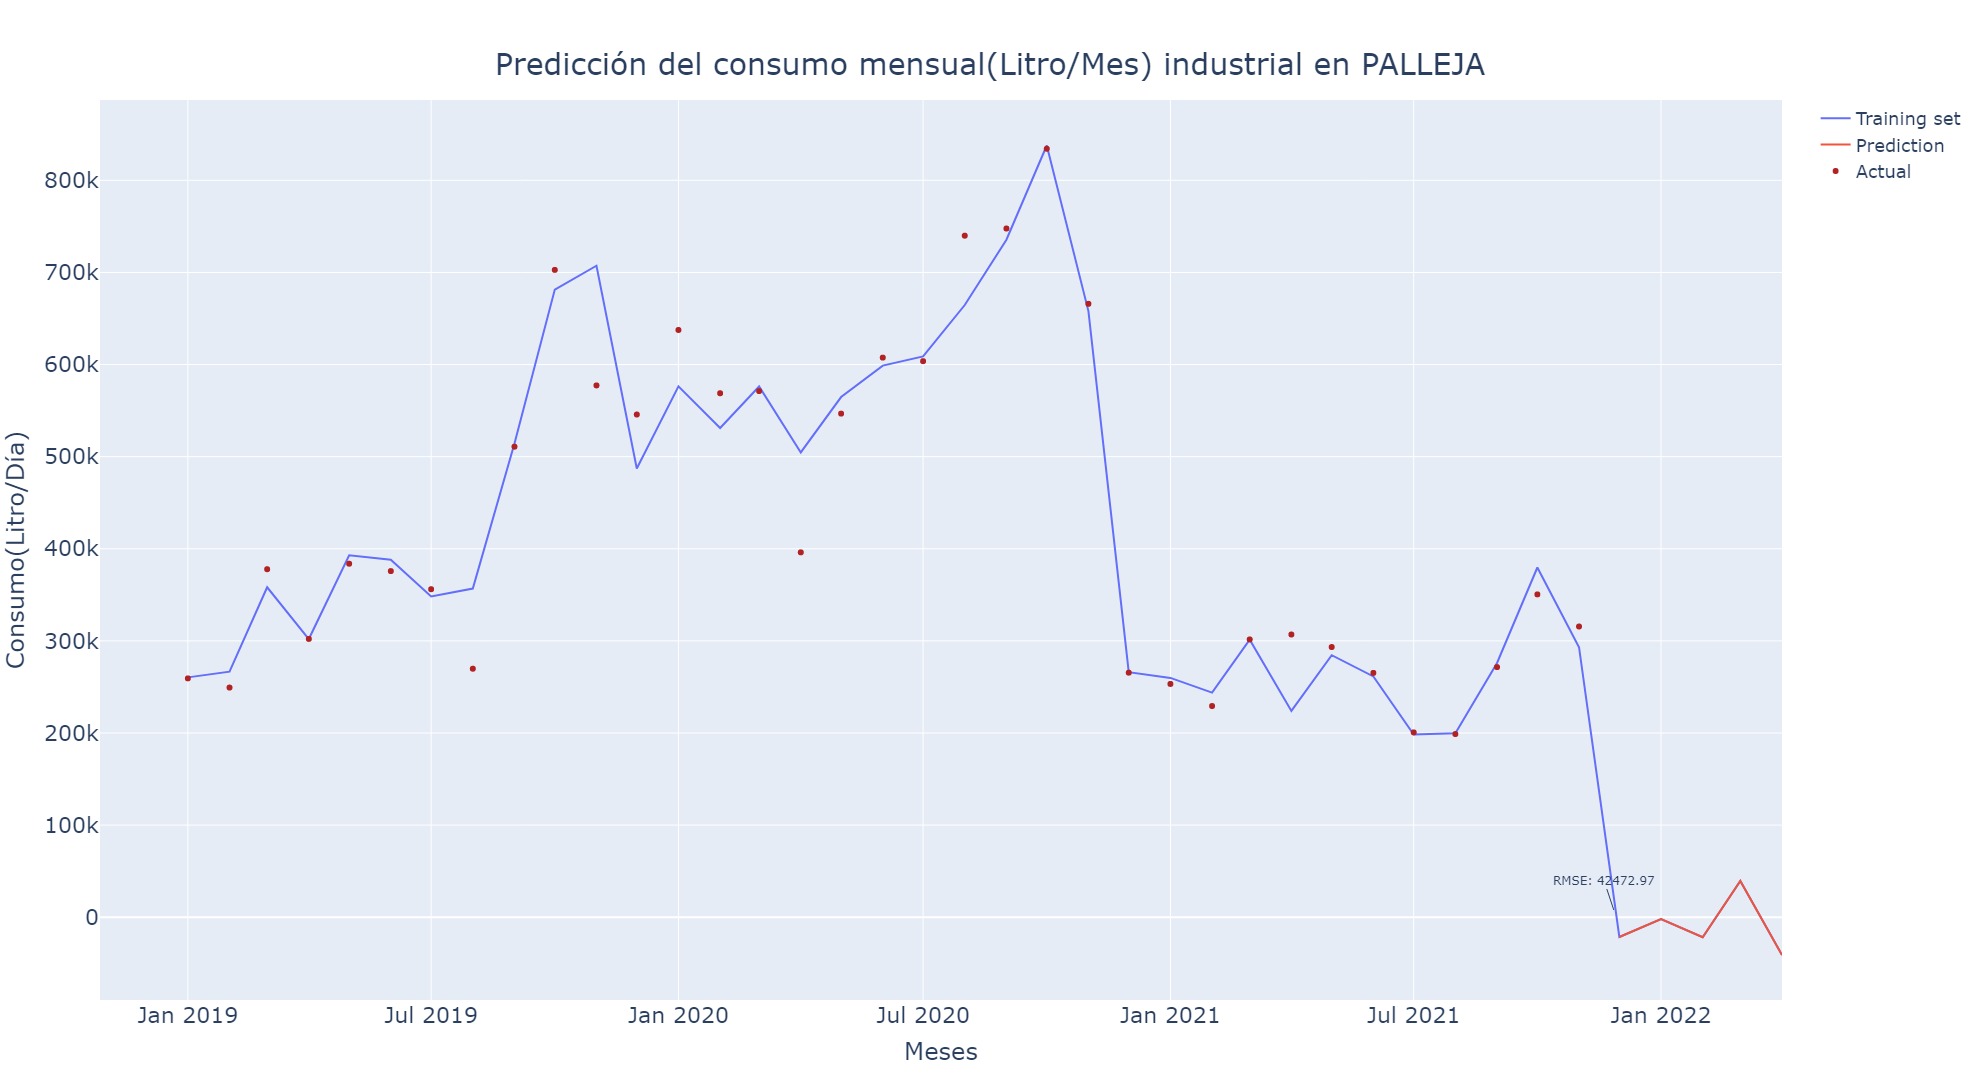 Predicción del consumo mensual(Litro/Mes) industrial en PALLEJA
Training set
Prediction
Actual
Consumo(Litro/Día)
800k
700k
600k
500k
400k
300k
200k
100k
0
RMSE: 42472.97
Jan 2019
Jul 2019
Jan 2020
Jul 2020
Jan 2021
Jul 2021
Jan 2022
Meses